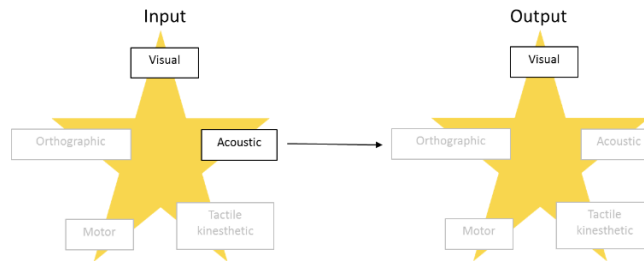 Input
Output
Visual
Visual
Orthographic
Acoustic
Orthographic
Acoustic
Motor
Tactile
kinesthetic
Motor
Tactile
kinesthetic